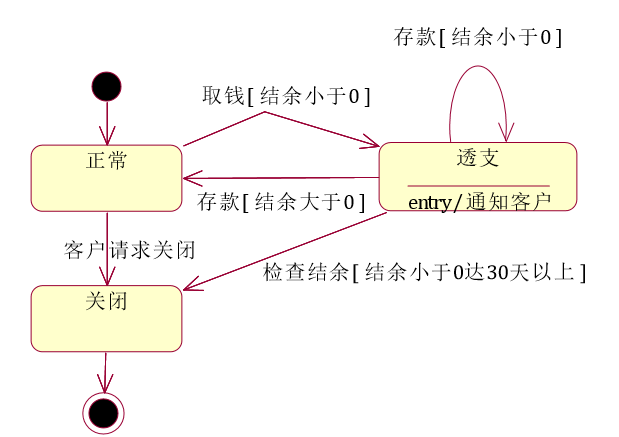 存款[ 结余小于0 ]
取钱[ 结余小于0 ]
正常
透支
存款[ 结余大于0 ]
entry/ 通知客户
客户请求关闭
检查结余[ 结余小于0达30天以上 ]
关闭